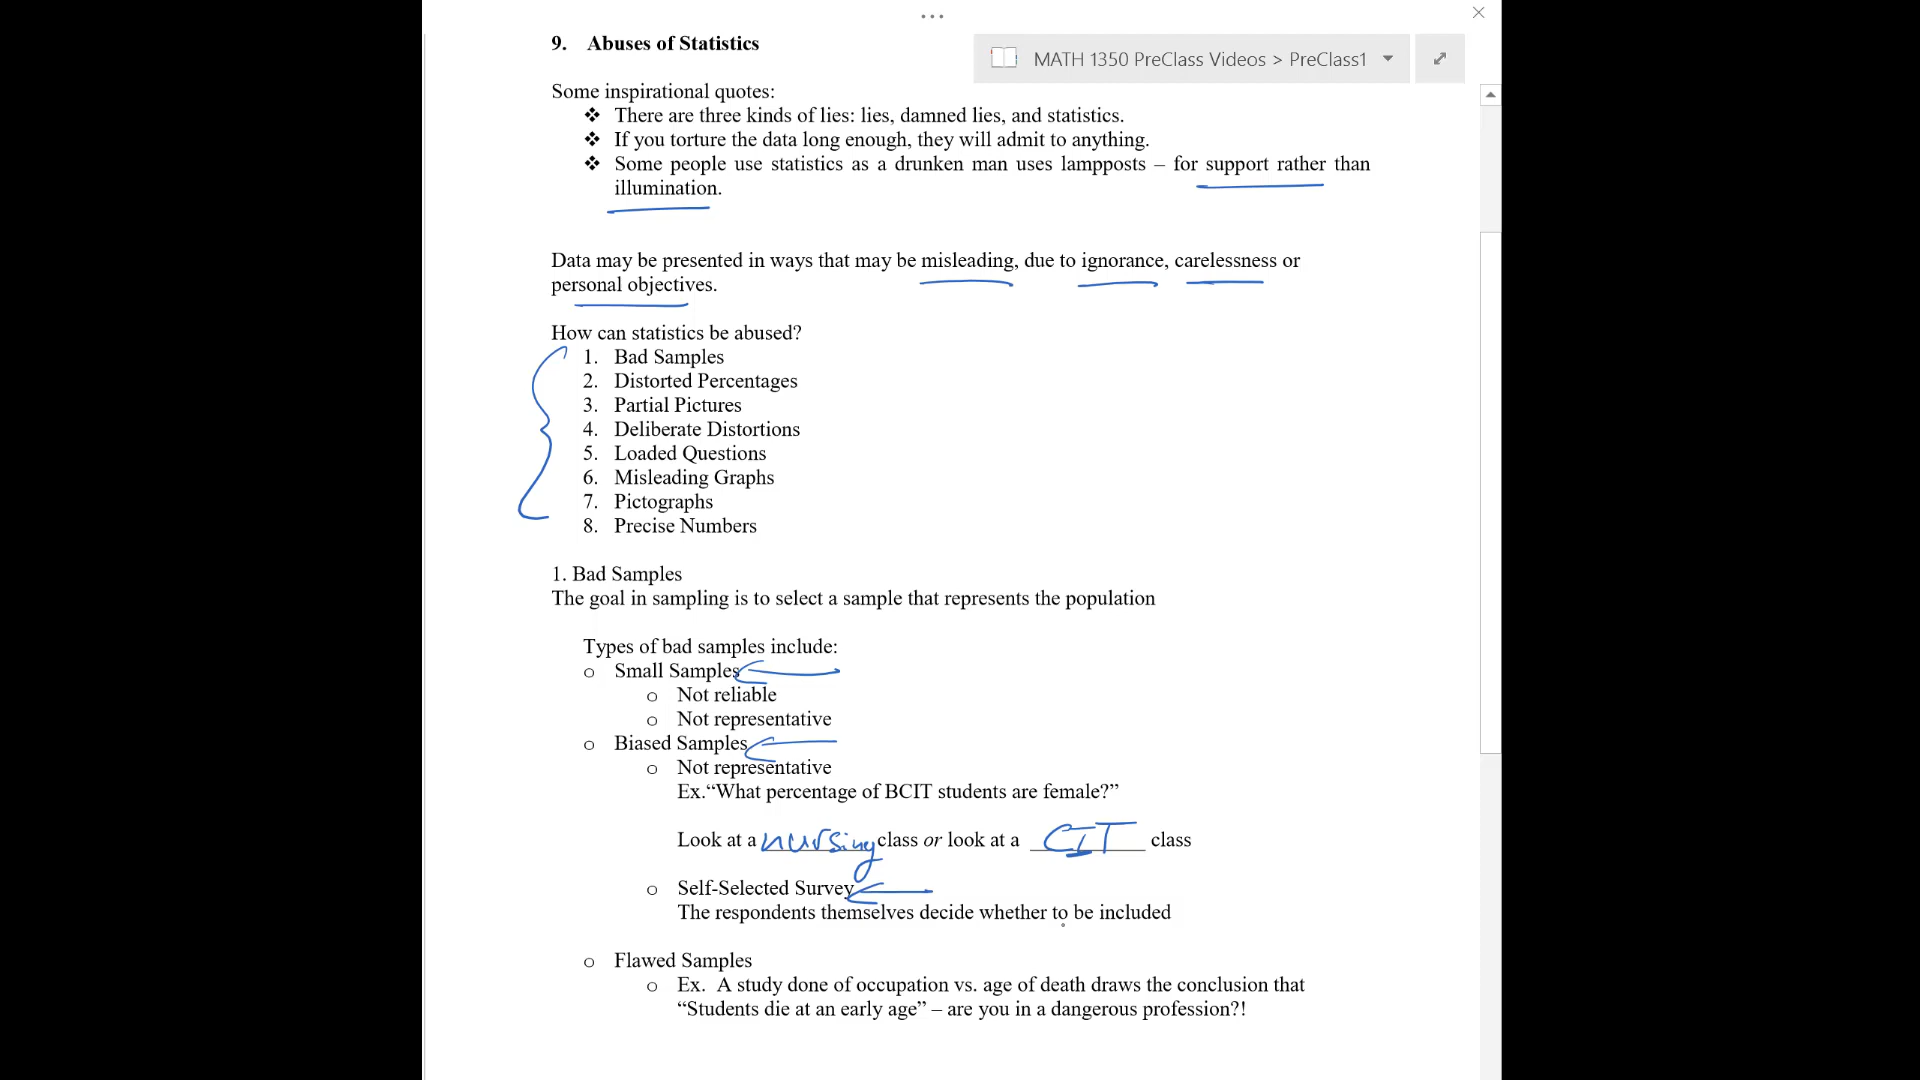 ...
9. Abuses of Statistics
MATH 1350 PreClass Videos > PreClass1
Some inspirational quotes:
❖ There are three kinds of lies: lies, damned lies, and statistics.
❖ If you torture the data long enough, they will admit to anything.
❖ Some people use statistics as a drunken man uses lampposts – for support rather than
illumination.
Data may be presented in ways that may be misleading, due to ignorance, carelessness or
personal objectives.
How can statistics be abused?
1. Bad Samples
2. Distorted Percentages
3. Partial Pictures
4. Deliberate Distortions
5. Loaded Questions
6. Misleading Graphs
7. Pictographs
8. Precise Numbers
1. Bad Samples
The goal in sampling is to select a sample that represents the population
Types of bad samples include:
o Small Samples
o Not reliable
o Not representative
o Biased Samples
o Not representative
Ex.“What percentage of BCIT students are female?”
Look at a nursing class or look at a CIT class
o Self-Selected Survey
The respondents themselves decide whether to be included
o Flawed Samples
o Ex. A study done of occupation vs. age of death draws the conclusion that
“Students die at an early age” – are you in a dangerous profession?!